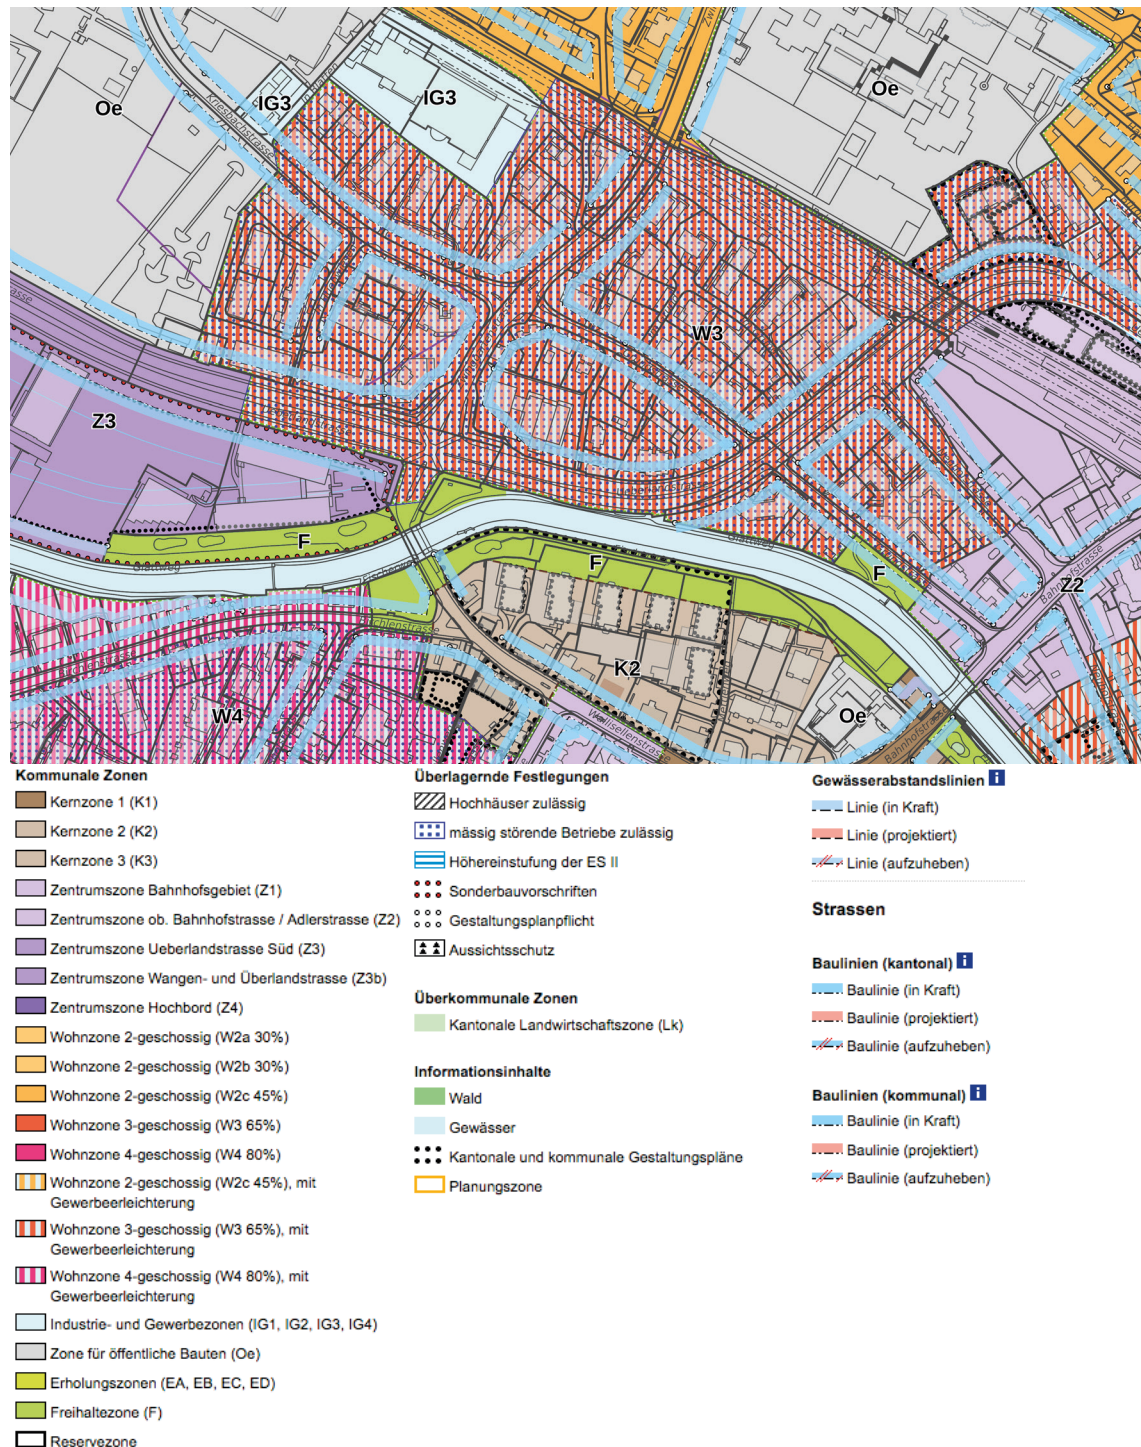 Oe
IG3
IG3
Oe
Kriesbachstrasse
W3
Z3
Ueberlandstrasse
F
Glattweg
F
Glattweg
F
Z2
Bahnhofstrasse
K2
W4
Oe
Wallisellenstrasse
Bahnhofstrasse
Kommunale Zonen
Kernzone 1 (K1)
Kernzone 2 (K2)
Kernzone 3 (K3)
Zentrumszone Bahnhofsgebiet (Z1)
Zentrumszone ob. Bahnhofstrasse / Adlerstrasse (Z2)
Zentrumszone Ueberlandstrasse Süd (Z3)
Zentrumszone Wangen- und Überlandstrasse (Z3b)
Zentrumszone Hochbord (Z4)
Wohnzone 2-geschossig (W2a 30%)
Wohnzone 2-geschossig (W2b 30%)
Wohnzone 2-geschossig (W2c 45%)
Wohnzone 3-geschossig (W3 65%)
Wohnzone 4-geschossig (W4 80%)
Wohnzone 2-geschossig (W2c 45%), mit
Gewerbeerleichterung
Wohnzone 3-geschossig (W3 65%), mit
Gewerbeerleichterung
Wohnzone 4-geschossig (W4 80%), mit
Gewerbeerleichterung
Industrie- und Gewerbezonen (IG1, IG2, IG3, IG4)
Zone für öffentliche Bauten (Oe)
Erholungszonen (EA, EB, EC, ED)
Freihaltezone (F)
Reservezone
Überlagernde Festlegungen
Hochhäuser zulässig
mässig störende Betriebe zulässig
Höhereinstufung der ES II
Sonderbauvorschriften
Gestaltungsplanpflicht
Aussichtsschutz
Überkommunale Zonen
Kantonale Landwirtschaftszone (Lk)
Informationsinhalte
Wald
Gewässer
Kantonale und kommunale Gestaltungspläne
Planungszone
Gewässerabstandslinien i
Linie (in Kraft)
Linie (projektiert)
Linie (aufzuheben)
Strassen
Baulinien (kantonal) i
Baulinie (in Kraft)
Baulinie (projektiert)
Baulinie (aufzuheben)
Baulinien (kommunal) i
Baulinie (in Kraft)
Baulinie (projektiert)
Baulinie (aufzuheben)